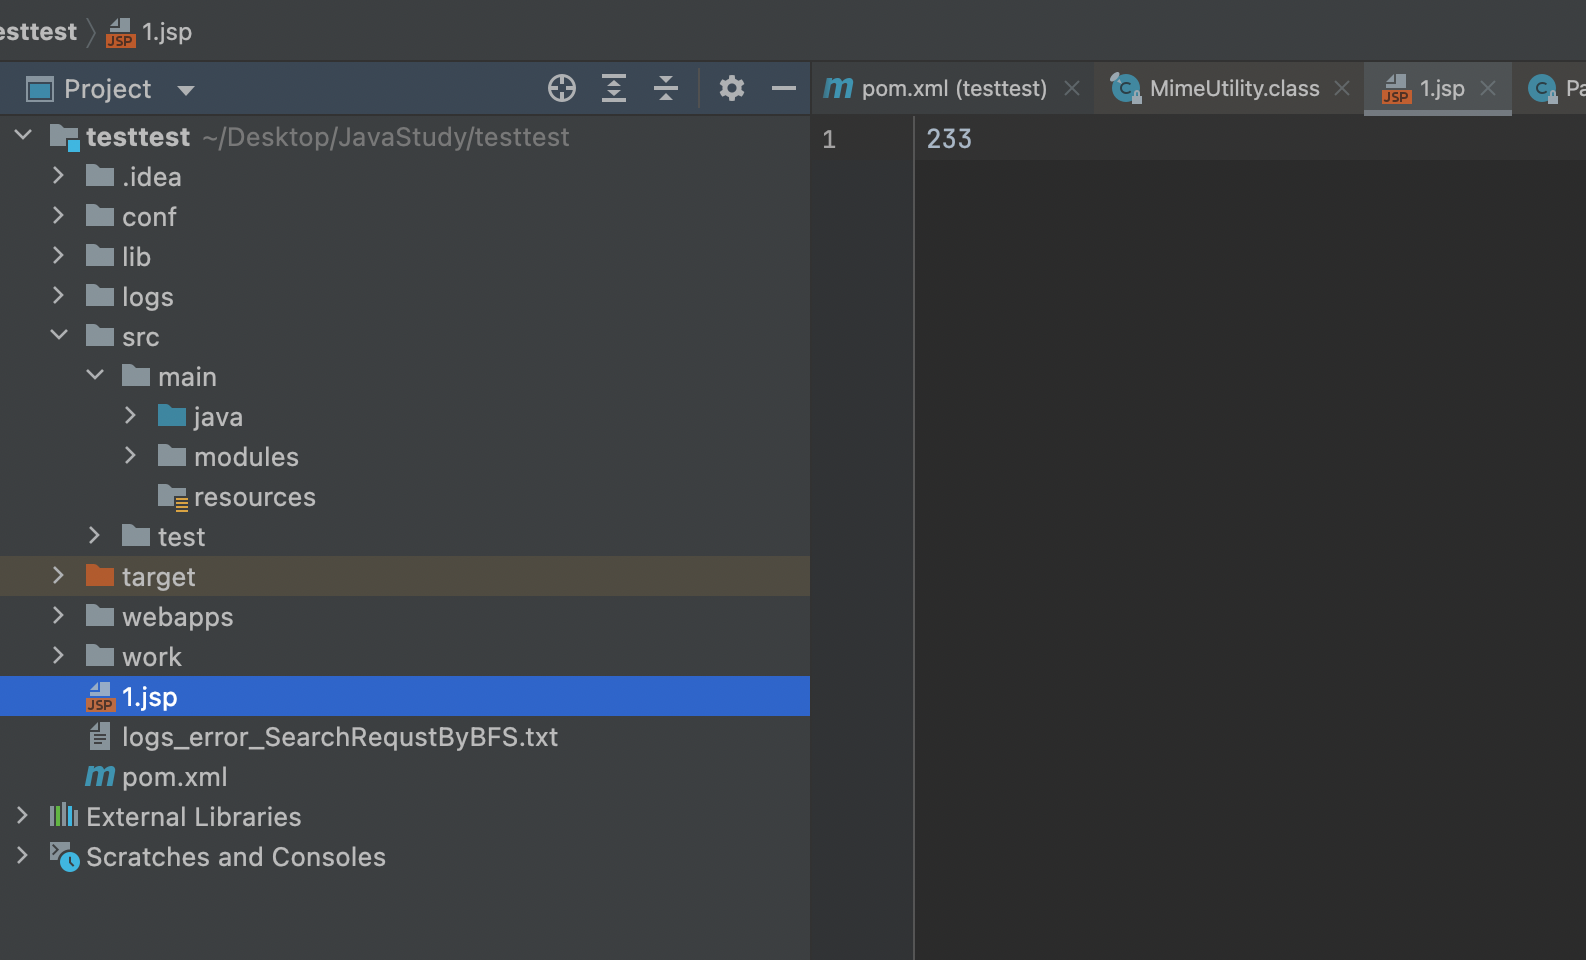 esttest 1.jsp
Project
testtest ~/Desktop/JavaStudy/testtest
.idea
conf
lib
logs
src
main
java
modules
resources
test
target
webapps
work
JSP 1.jsp
logs_error_SearchRequstByBFS.txt
m pom.xml
External Libraries
Scratches and Consoles
m pom.xml (testtest) C MimeUtility.class JSP 1.jsp C Pa
1 233